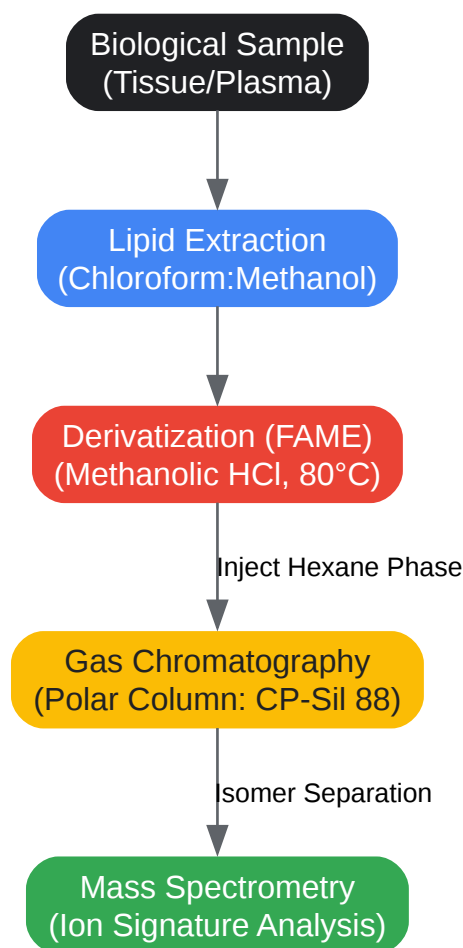 Biological Sample
(Tissue/Plasma)
Lipid Extraction
(Chloroform:Methanol)
Derivatization (FAME)
(Methanolic HCl, 80°C)
Inject Hexane Phase
Gas Chromatography
(Polar Column: CP-Sil 88)
Isomer Separation
Mass Spectrometry
(Ion Signature Analysis)